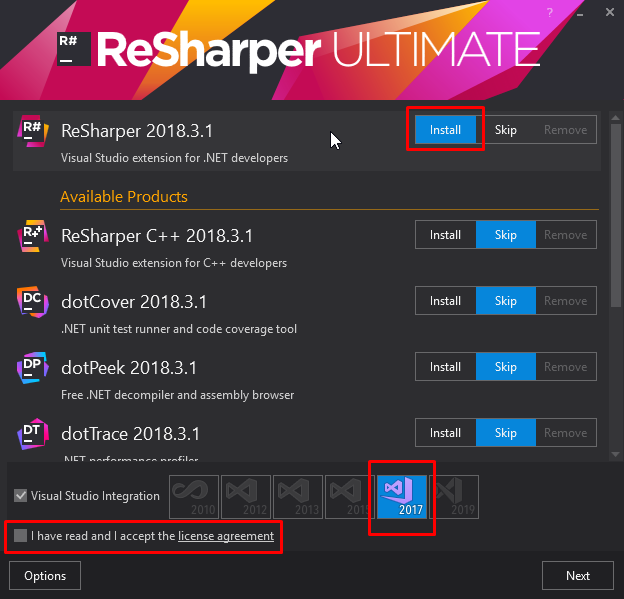 ?
R# ReSharper ULTIMATE
R# ReSharper 2018.3.1 Install Skip Remove
Visual Studio extension for .NET developers
Available Products
R++ ReSharper C++ 2018.3.1 Install Skip Remove
Visual Studio extension for C++ developers
DC dotCover 2018.3.1 Install Skip Remove
.NET unit test runner and code coverage tool
DP dotPeek 2018.3.1 Install Skip Remove
Free .NET decompiler and assembly browser
DT dotTrace 2018.3.1 Install Skip Remove
.NET performance profiler
Visual Studio Integration 2010 2012 2013 2017 2019
I have read and I accept the license agreement
Options Next